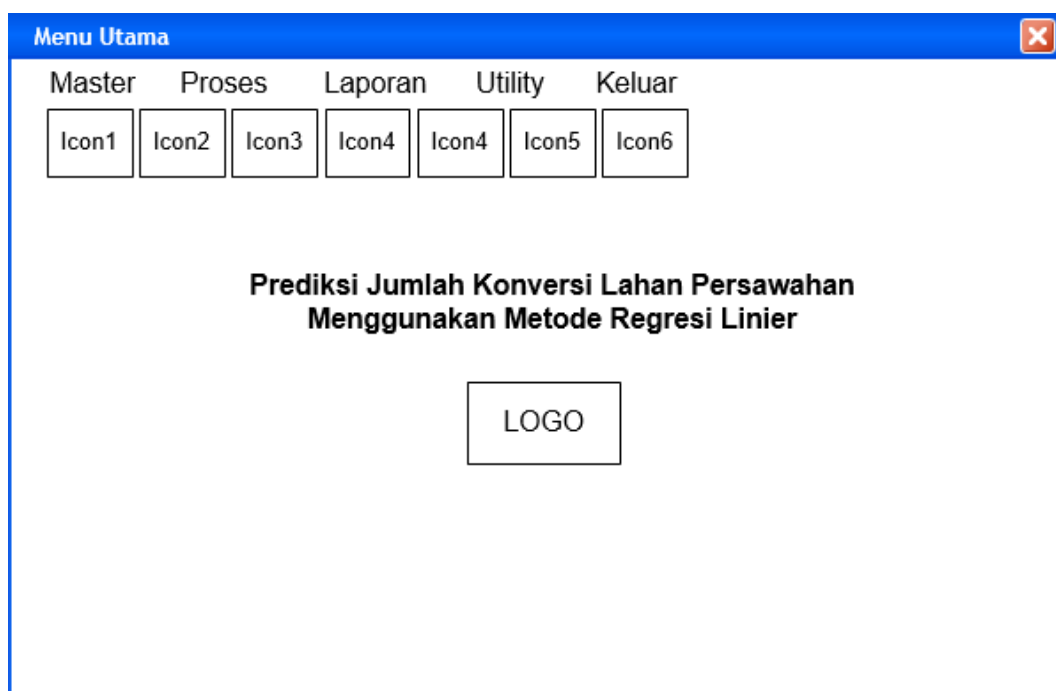 Menu Utama
Master Proses Laporan Utility Keluar
Icon1 Icon2 Icon3 Icon4 Icon4 Icon5 Icon6
Prediksi Jumlah Konversi Lahan Persawahan
Menggunakan Metode Regresi Linier
LOGO